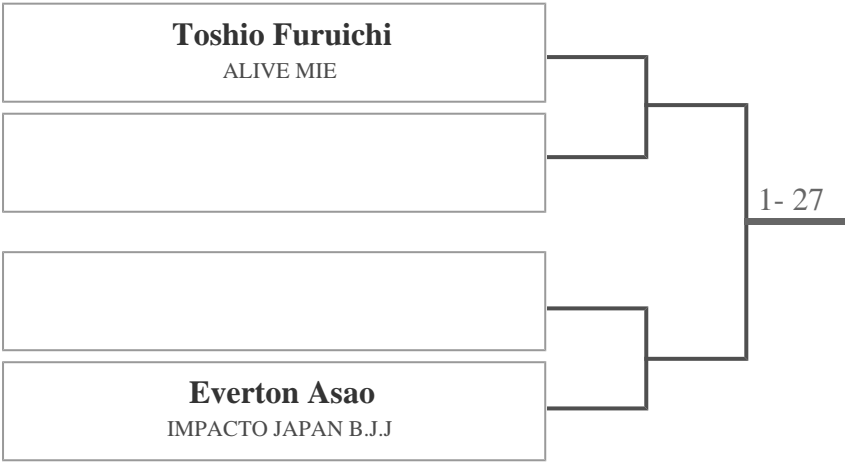 Toshio Furuichi
ALIVE MIE
1- 27
Everton Asao
IMPACTO JAPAN B.J.J